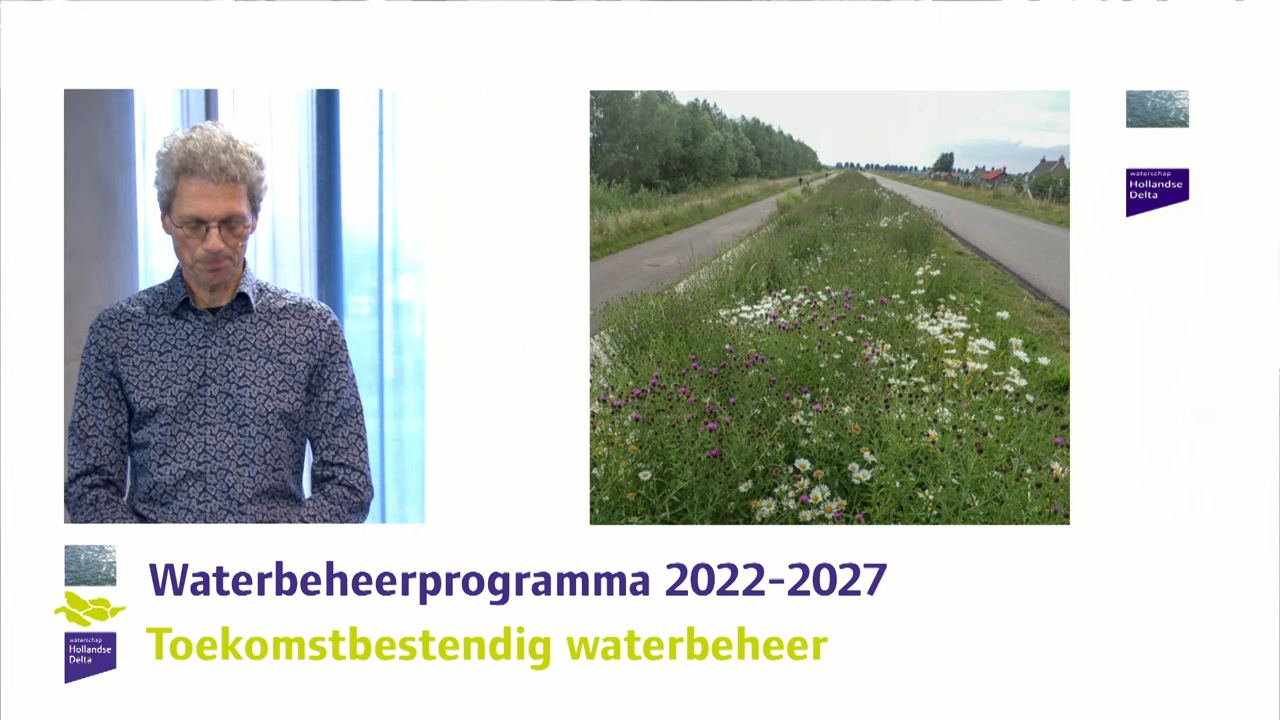 waterschap
Hollandse
Delta
Waterbeheerprogramma 2022-2027
Toekomstbestendig waterbeheer
waterschap
Hollandse
Delta